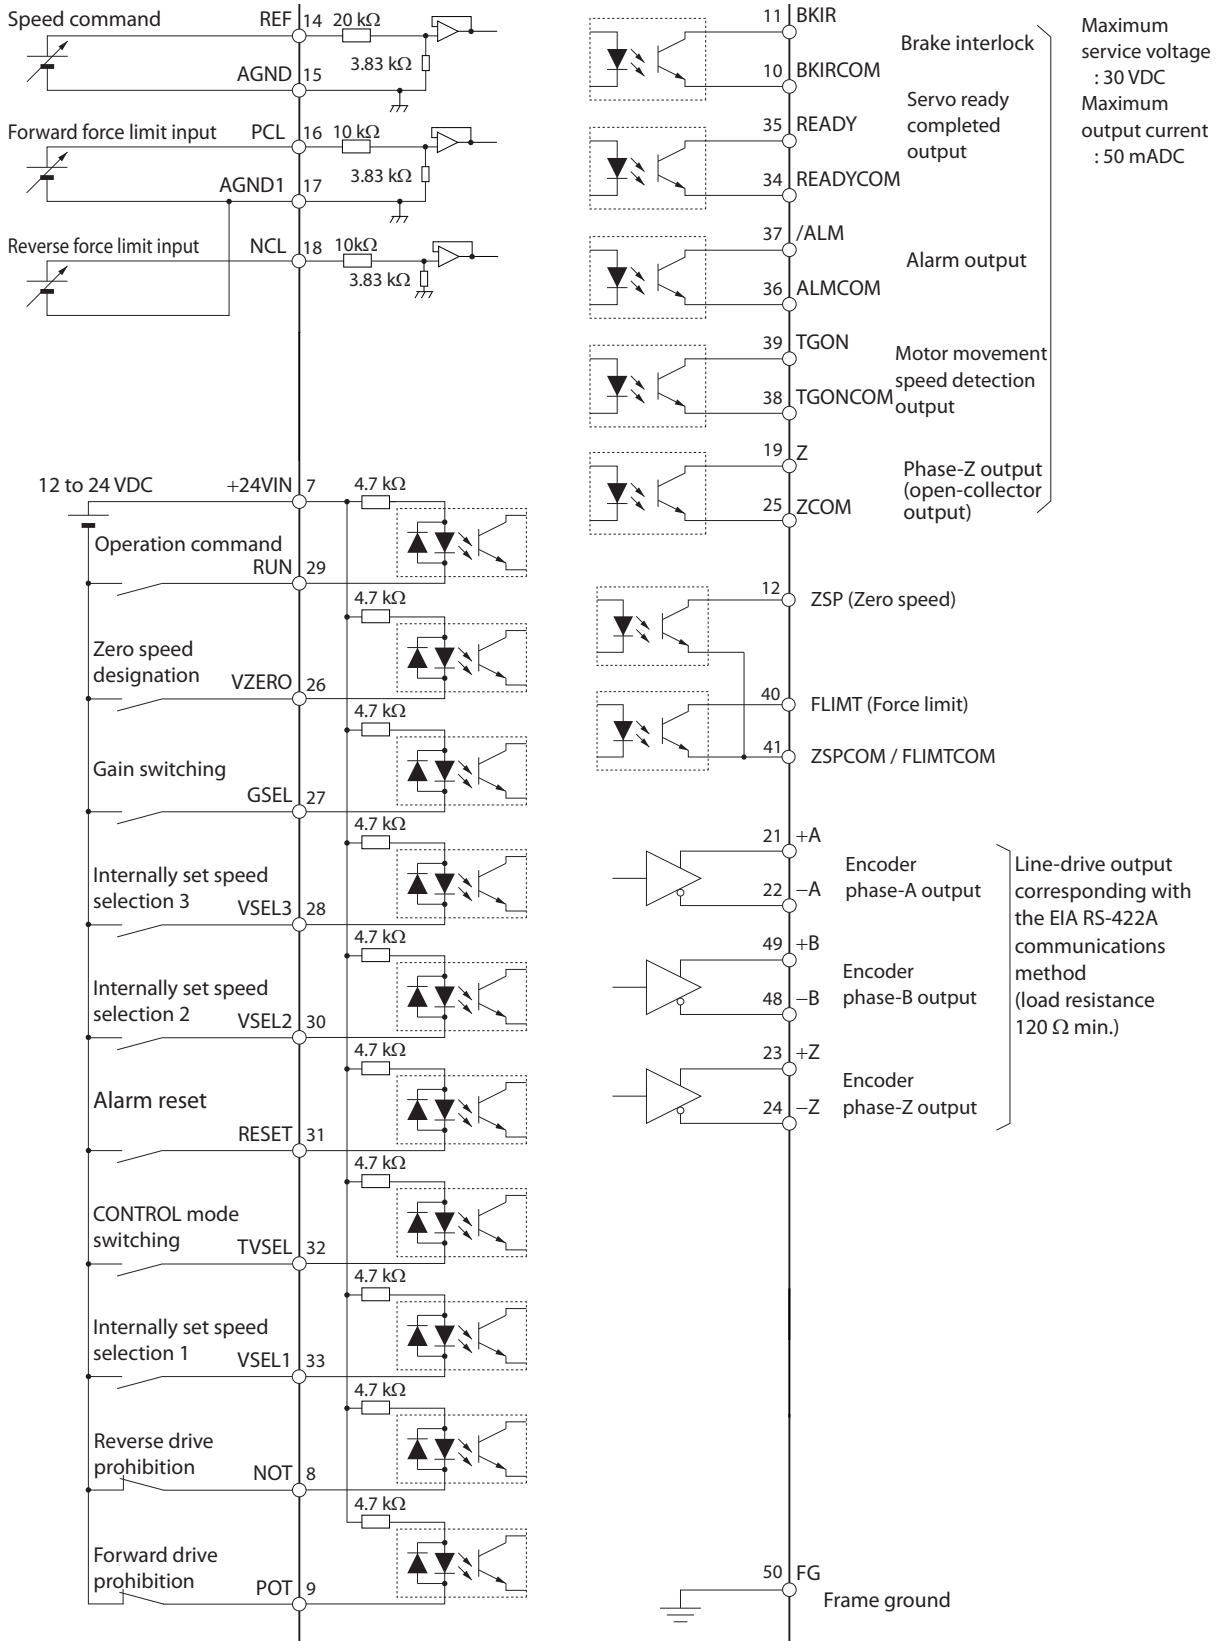 Speed command
REF 14 20 kΩ
3.83 kΩ
AGND 15
Forward force limit input
PCL 16 10 kΩ
3.83 kΩ
AGND1 17
Reverse force limit input
NCL 18 10kΩ
3.83 kΩ
12 to 24 VDC
+24VIN 7 4.7 kΩ
Operation command
RUN 29
4.7 kΩ
Zero speed
designation
VZERO 26
4.7 kΩ
Gain switching
GSEL 27
4.7 kΩ
Internally set speed
selection 3
VSEL3 28
4.7 kΩ
Internally set speed
selection 2
VSEL2 30
4.7 kΩ
Alarm reset
RESET 31
4.7 kΩ
CONTROL mode
switching
TVSEL 32
4.7 kΩ
Internally set speed
selection 1
VSEL1 33
4.7 kΩ
Reverse drive
prohibition
NOT 8
4.7 kΩ
Forward drive
prohibition
POT 9
11 BKIR
Brake interlock
10 BKIRCOM
Maximum
service voltage
: 30 VDC
Maximum
output current
: 50 mADC
35 READY
Servo ready
completed
output
34 READYCOM
37 /ALM
Alarm output
36 ALMCOM
39 TGON
Motor movement
speed detection
output
38 TGONCOM
19 Z
Phase-Z output
(open-collector
output)
25 ZCOM
12 ZSP (Zero speed)
40 FLIMT (Force limit)
41 ZSPCOM / FLIMTCOM
21 +A
Encoder
phase-A output
22 −A
49 +B
Encoder
phase-B output
48 −B
23 +Z
Encoder
phase-Z output
24 −Z
Line-drive output
corresponding with
the EIA RS-422A
communications
method
(load resistance
120 Ω min.)
50 FG
Frame ground